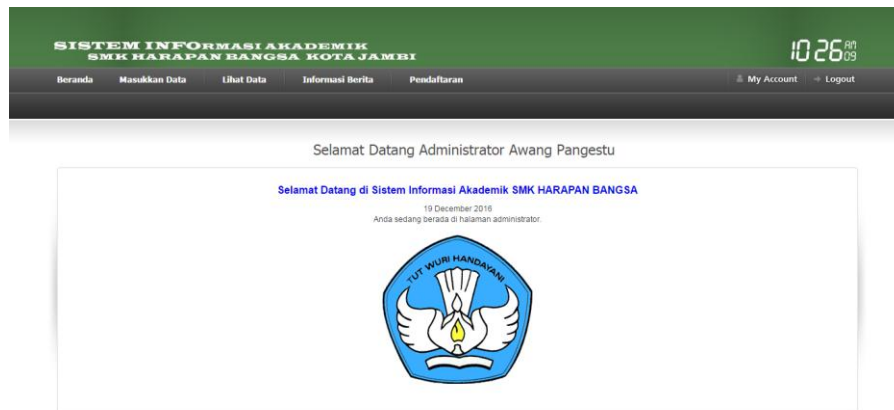 SISTEM INFORMASI AKADEMIK
SMK HARAPAN BANGSA KOTA JAMBI
10 26 AM 09
Beranda Masukkan Data Lihat Data Informasi Berita Pendaftaran My Account Logout
Selamat Datang Administrator Awang Pangestu
Selamat Datang di Sistem Informasi Akademik SMK HARAPAN BANGSA
19 December 2016
Anda sedang berada di halaman administrator.
TUT WURI HANDAYANI